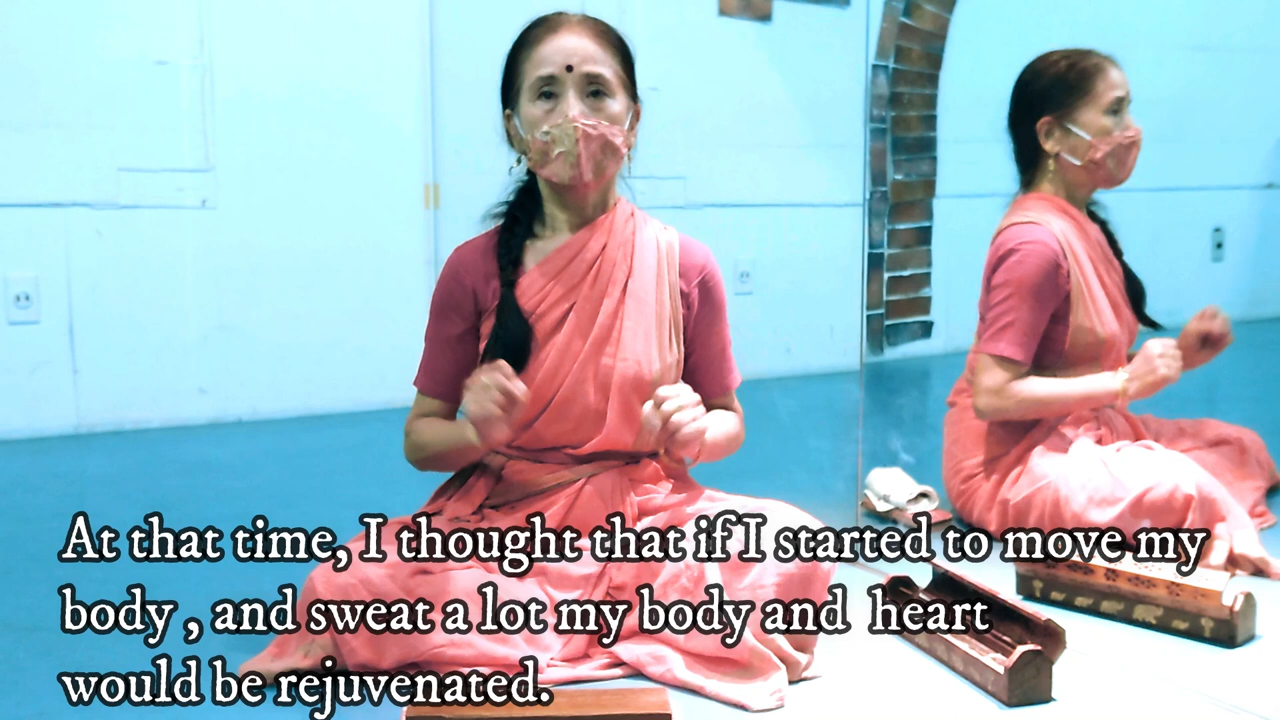 At that time, I thought that if I started to move my
body , and sweat a lot my body and heart
would be rejuvenated.